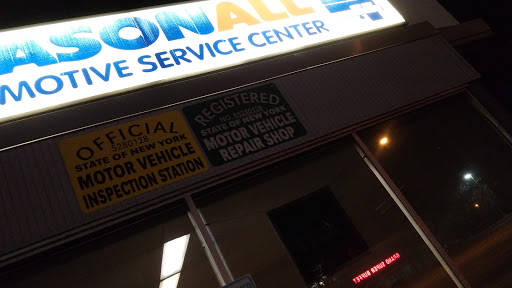 ASONALL
MOTIVE SERVICE CENTER
OFFICIAL
5280128
STATE OF NEW YORK
MOTOR VEHICLE
INSPECTION STATION
REGISTERED
STATE OF NEW YORK
MOTOR VEHICLE
REPAIR SHOP